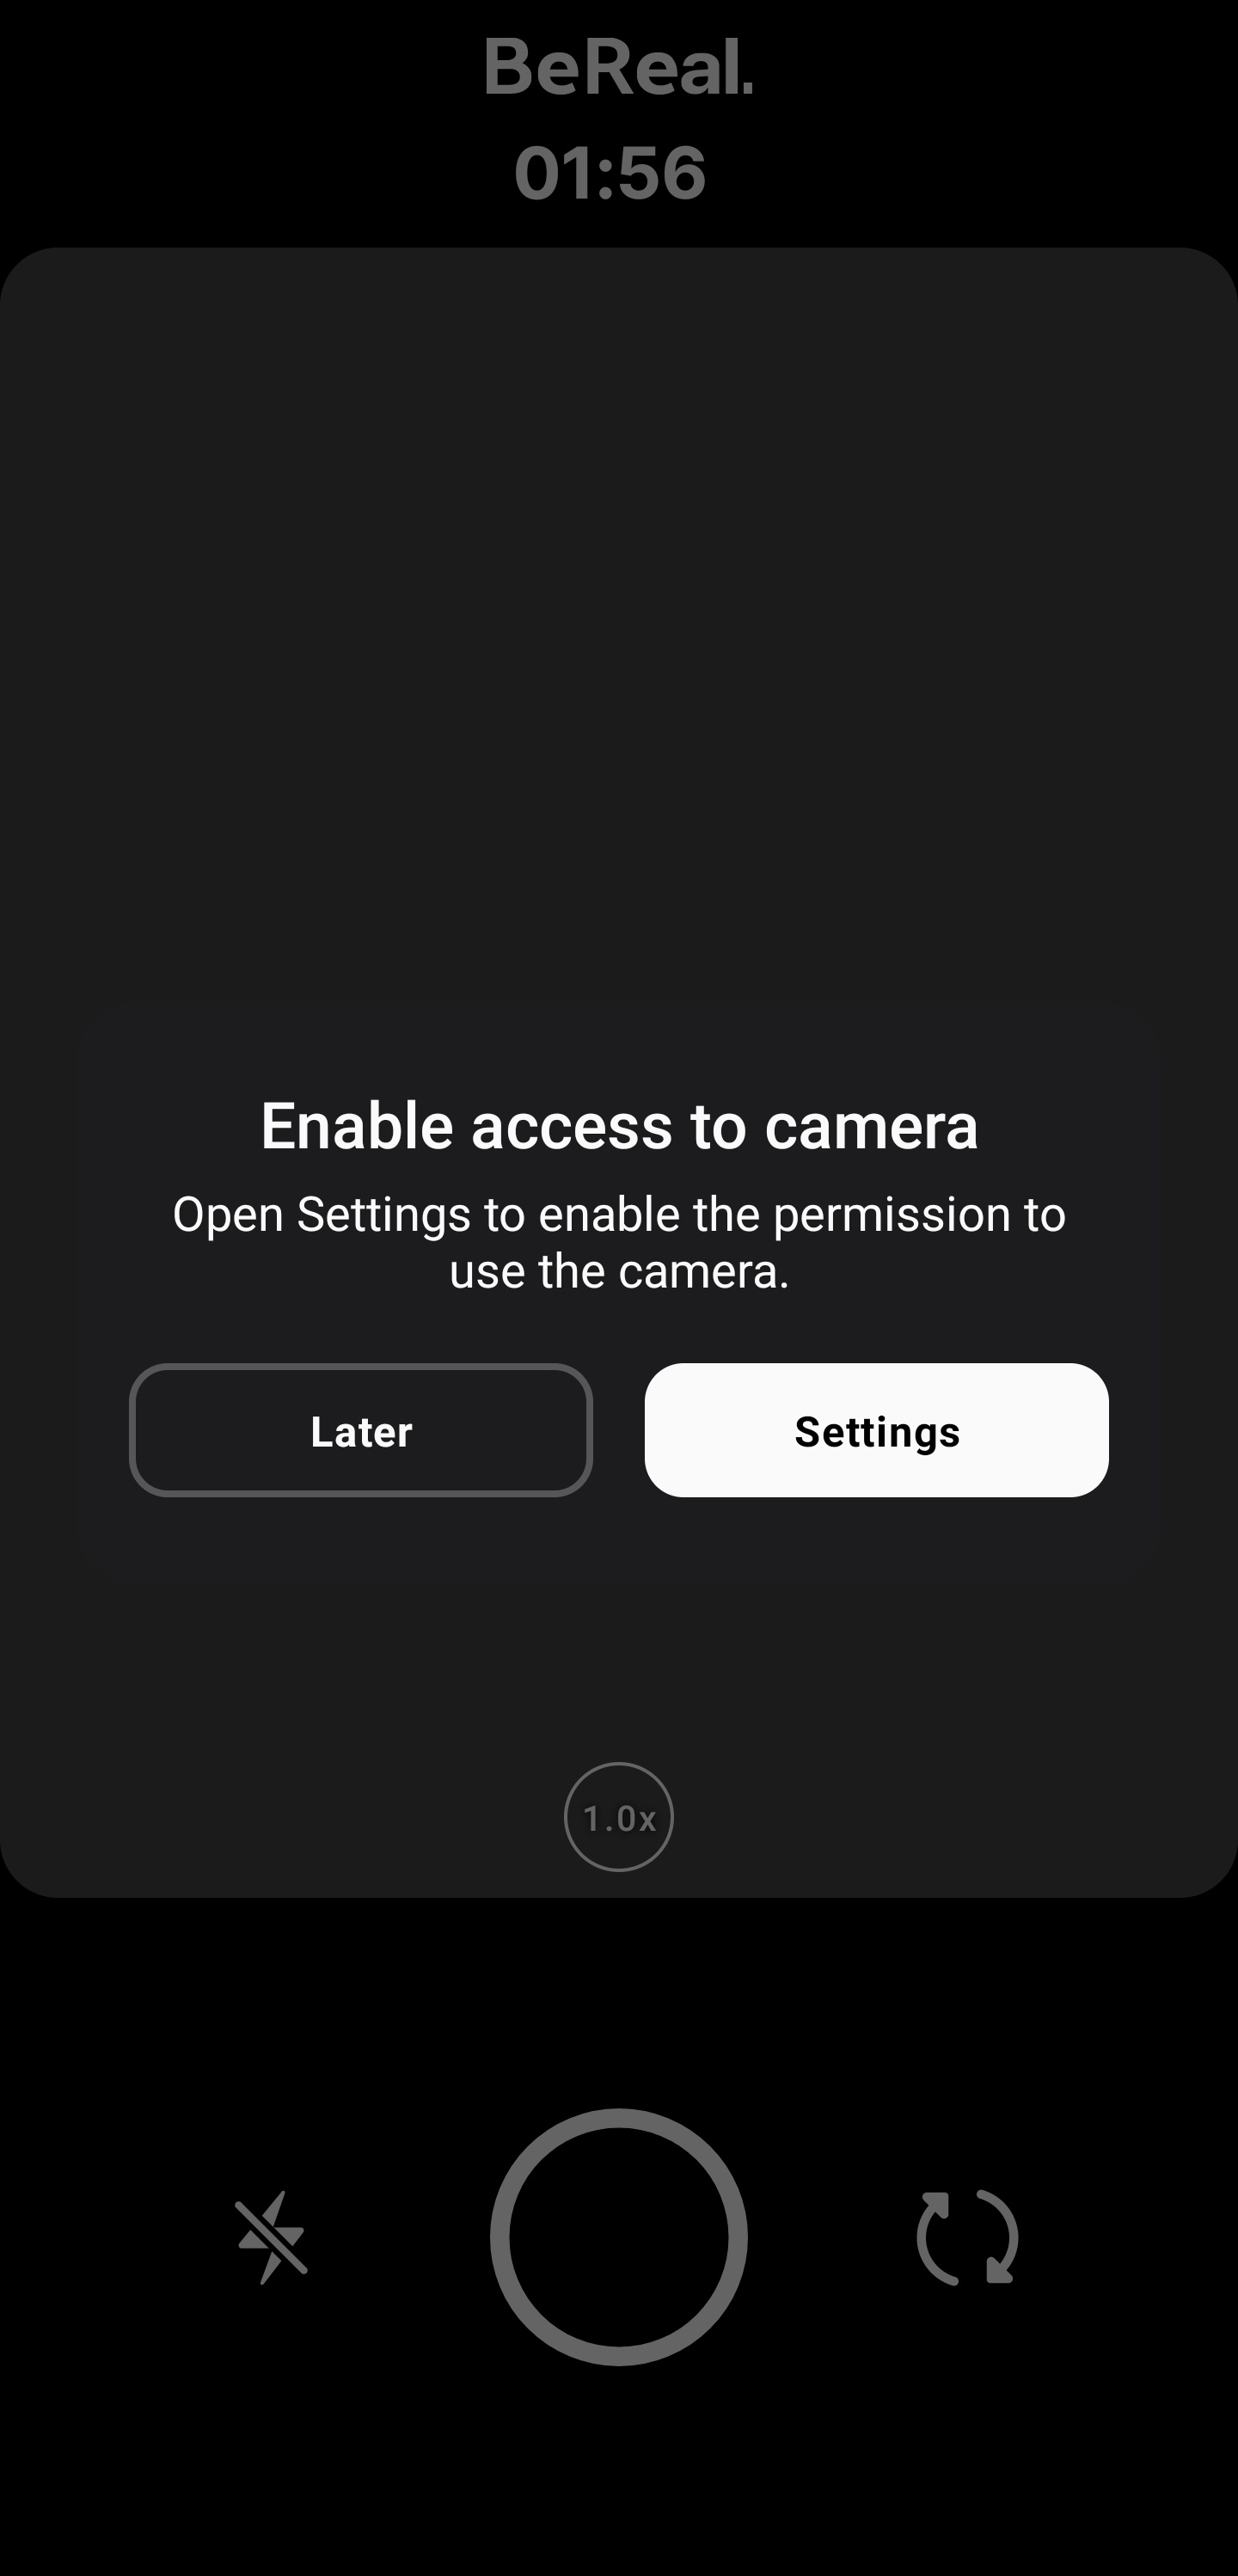 BeReal.
01:56
Enable access to camera
Open Settings to enable the permission to
use the camera.
Later
Settings
1.0x